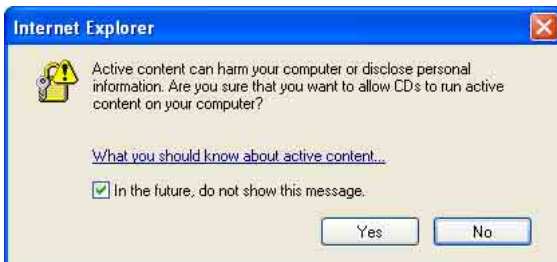 Internet Explorer
Active content can harm your computer or disclose personal
information. Are you sure that you want to allow CDs to run active
content on your computer?
What you should know about active content...
In the future, do not show this message.
Yes No